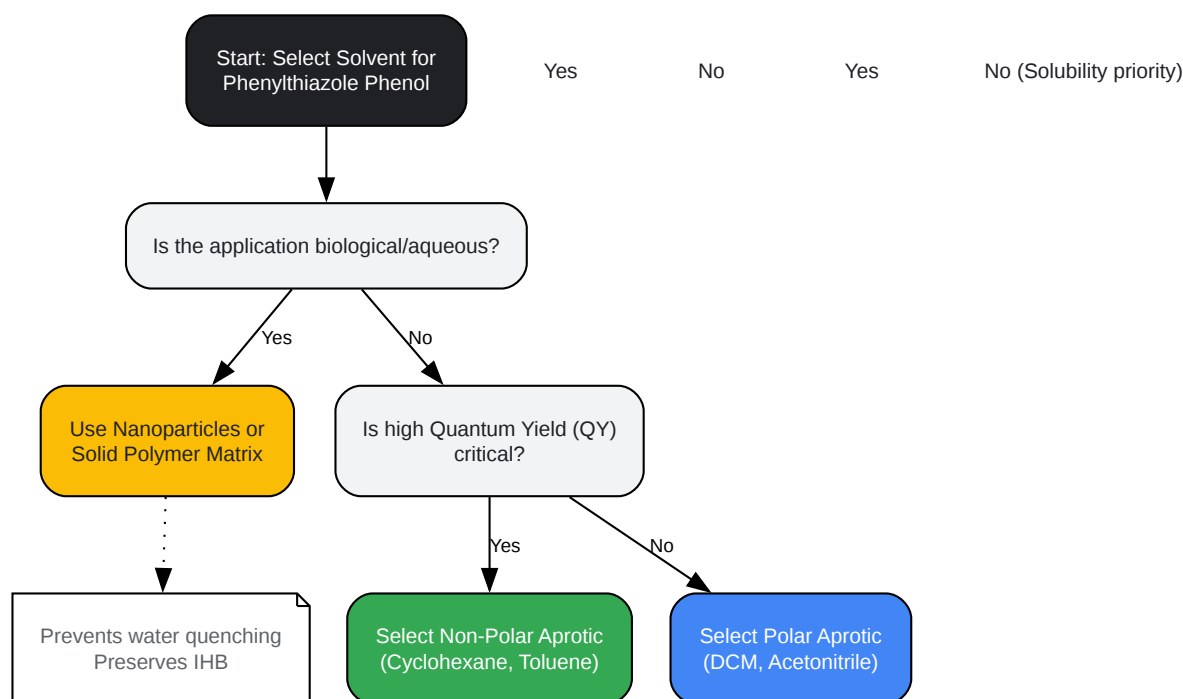 Start: Select Solvent for
Phenylthiazole Phenol
Yes
No
Yes
No (Solubility priority)
Is the application biological/aqueous?
Yes
No
Use Nanoparticles or
Solid Polymer Matrix
Is high Quantum Yield (QY)
critical?
Yes
No
Prevents water quenching
Preserves IHB
Select Non-Polar Aprotic
(Cyclohexane, Toluene)
Select Polar Aprotic
(DCM, Acetonitrile)